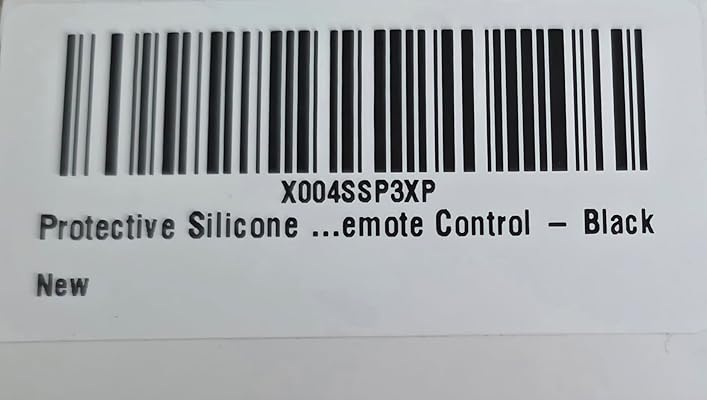 X004SSP3XP
Protective Silicone ...emote Control – Black
New